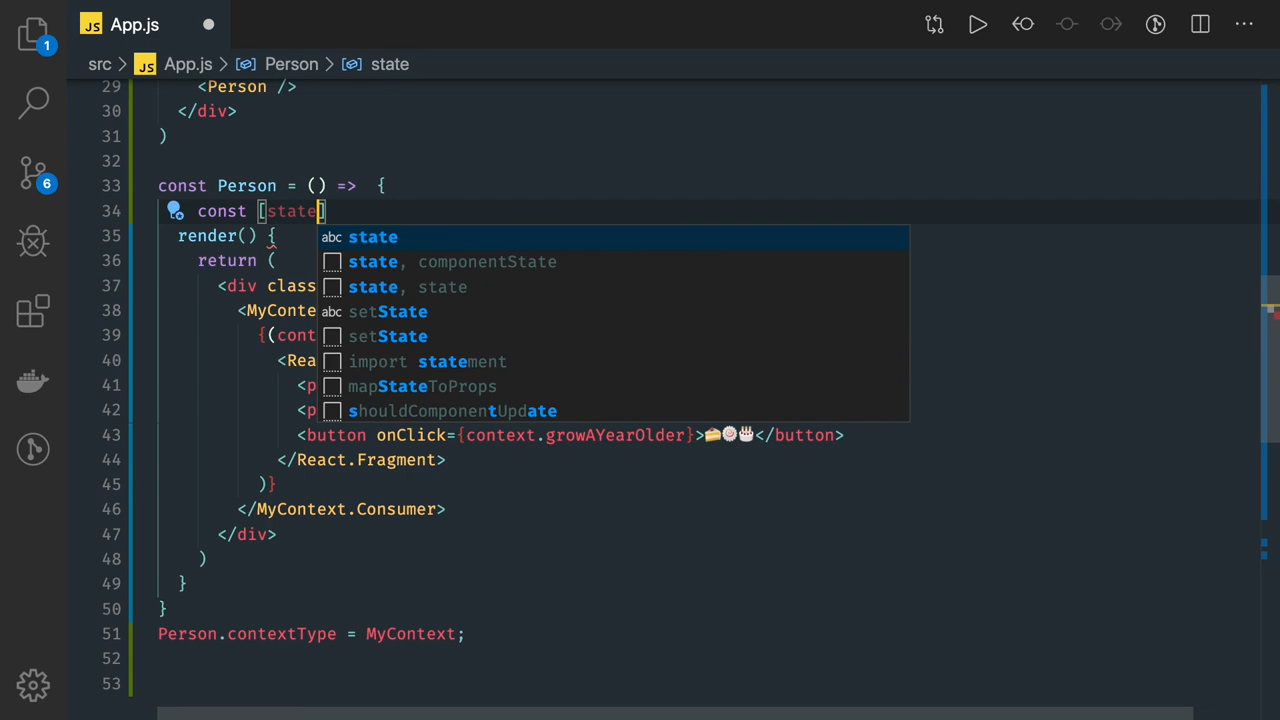 JS App.js
src > JS App.js > Person > state
1
6
29 <Person />
30 </div>
31 )
32
33 const Person = () => {
34 const [state]
35 render() {
36 return (
37 <div class
38 <MyConte
39 {(cont
40 <Rea
41 <p
42 <p
43 <button onClick={context.growAYearOlder}>🍰🍥🎂</button>
44 </React.Fragment>
45 )}
46 </MyContext.Consumer>
47 </div>
48 )
49 }
50 }
51 Person.contextType = MyContext;
52
53
abc state
state, componentState
state, state
abc setState
setState
import statement
mapStateToProps
shouldComponentUpdate